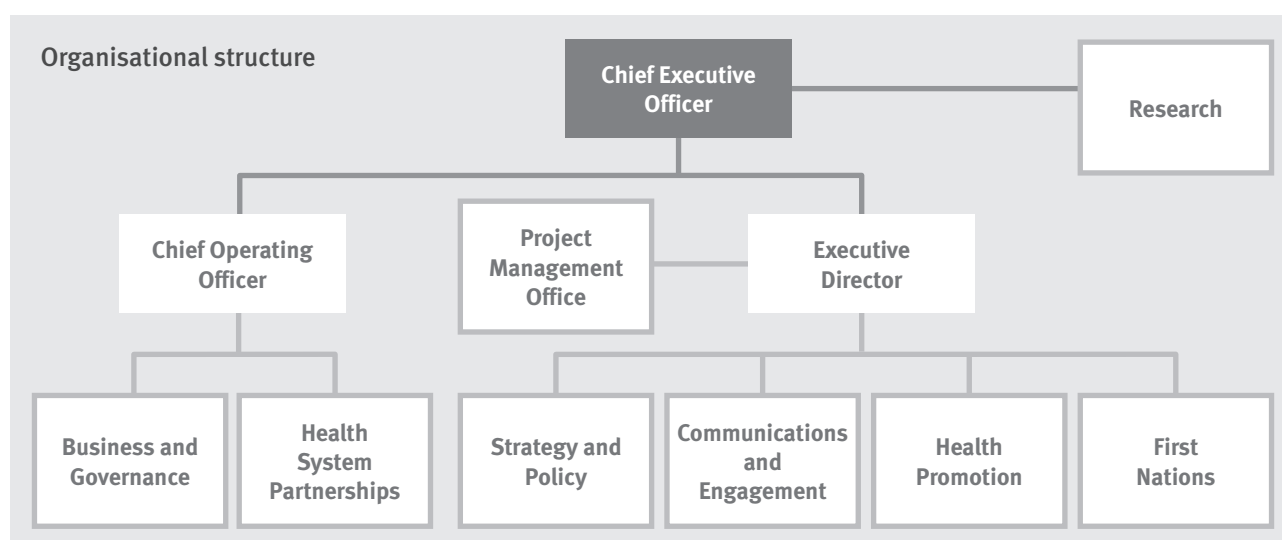 Organisational structure
Chief Executive
Officer
Research
Chief Operating
Officer
Project
Management
Office
Executive
Director
Business and
Governance
Health
System
Partnerships
Strategy and
Policy
Communications
and
Engagement
Health
Promotion
First
Nations